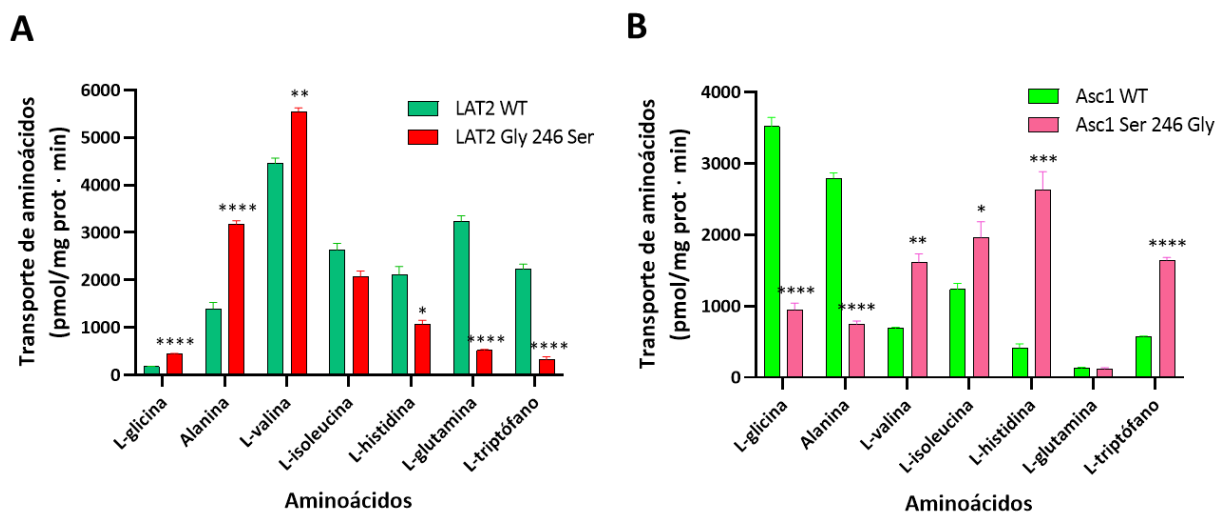 A
Transporte de aminoácidos
(pmol/mg prot · min)
6000
5000
4000
3000
2000
1000
0
LAT2 WT
LAT2 Gly 246 Ser
****
****
**
*
****
****
L-glicina
Alanina
L-valina
L-isoleucina
L-histidina
L-glutamina
L-triptófano
Aminoácidos
B
Transporte de aminoácidos
(pmol/mg prot · min)
4000
3000
2000
1000
0
Asc1 WT
Asc1 Ser 246 Gly
****
****
**
*
***
****
L-glicina
Alanina
L-valina
L-isoleucina
L-histidina
L-glutamina
L-triptófano
Aminoácidos